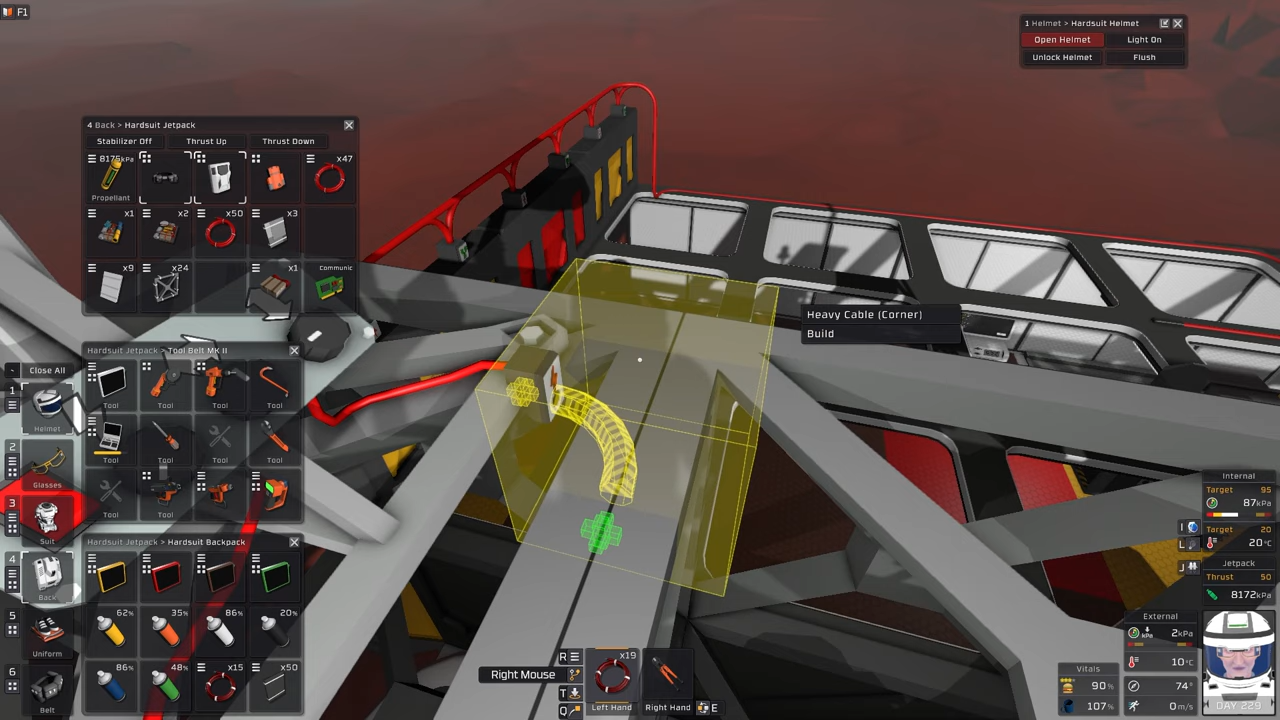 F1
1 Helmet > Hardsuit Helmet
Open Helmet
Light On
Unlock Helmet
Flush
4 Back > Hardsuit Jetpack
Stabilizer Off
Thrust Up
Thrust Down
8175kPa
x47
Propellant
x1
x2
x50
x3
x9
x24
x1
Communic
Heavy Cable (Corner)
Build
Hardsuit Jetpack > Tool Belt MK II
Tool
Tool
Tool
Tool
Tool
Tool
Tool
Tool
Tool
Tool
Tool
Tool
Close All
1
Helmet
2
Glasses
3
Suit
4
Back
5
Uniform
6
Belt
Hardsuit Jetpack > Hardsuit Backpack
62%
35%
86%
20%
86%
48%
x15
x50
R
Right Mouse
T
Q
x19
Left Hand
Right Hand
E
Internal
Target 95
87kPa
Target 20
20°C
Jetpack
Thrust 50
8172kPa
I
L
J
External
kPa
2kPa
10°C
74°
0m/s
Vitals
90%
107%
DAY 229